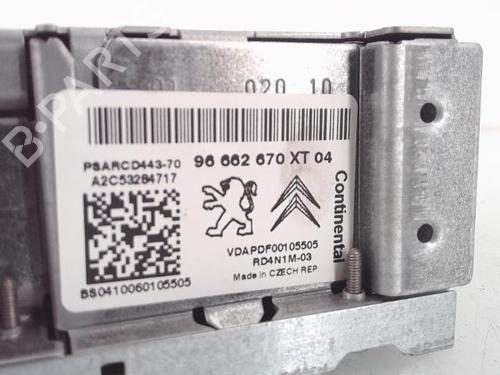 020 10
PSARCD443-70
96 662 670 XT 04
A2C53284717
Continental
VDAPDF00105505
RD4N1M-03
Made in CZECH REP.
BS0410060105505
B-PARTS